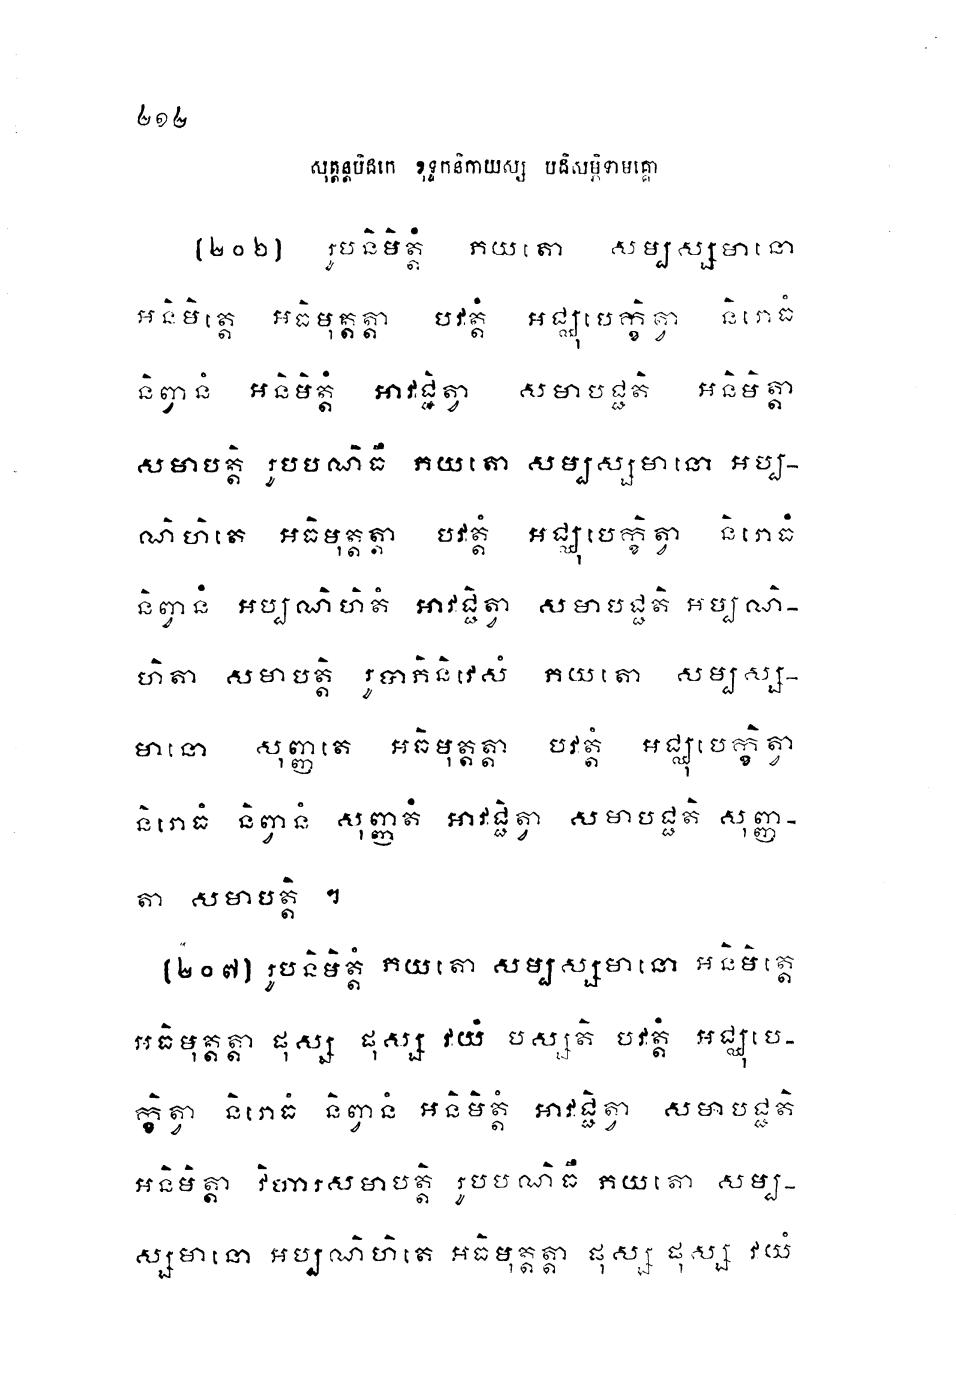 ២១២
សុត្តន្តបិដកេ ខុទ្ទកនិកាយស្ស បដិសម្ភិទាមគ្គោ
(២០៦) រូបនិមិត្តំ ភយតោ សម្បស្សមានោ
អនិមិត្តេ អធិមុត្តត្តា បវត្តំ អជ្ឈុបេក្ខិត្វា និរោធំ
និព្វានំ អនិមិត្តំ អាវជ្ជិត្វា សមាបជ្ជតិ អនិមិត្តា
សមាបត្តិ រូបបណិធឹ ភយតោ សម្បស្សមានោ អប្ប-
ណិហិតេ អធិមុត្តត្តា បវត្តំ អជ្ឈុបេក្ខិត្វា និរោធំ
និព្វានំ អប្បណិហិតំ អាវជ្ជិត្វា សមាបជ្ជតិ អប្បណិ-
ហិតា សមាបត្តិ រូបាភិនិវេសំ ភយតោ សម្បស្ស-
មានោ សុញ្ញតេ អធិមុត្តត្តា បវត្តំ អជ្ឈុបេក្ខិត្វា
និរោធំ និព្វានំ សុញ្ញតំ អាវជ្ជិត្វា សមាបជ្ជតិ សុញ្ញ-
តា សមាបត្តិ ។
(២០៧) រូបនិមិត្តំ ភយតោ សម្បស្សមានោ អនិមិត្តេ
អធិមុត្តត្តា ផុស្ស ផុស្ស វយំ បស្សតិ បវត្តំ អជ្ឈុបេ-
ក្ខិត្វា និរោធំ និព្វានំ អនិមិត្តំ អាវជ្ជិត្វា សមាបជ្ជតិ
អនិមិត្តា វិហារសមាបត្តិ រូបបណិធឹ ភយតោ សម្ប-
ស្សមានោ អប្បណិហិតេ អធិមុត្តត្តា ផុស្ស ផុស្ស វយំ